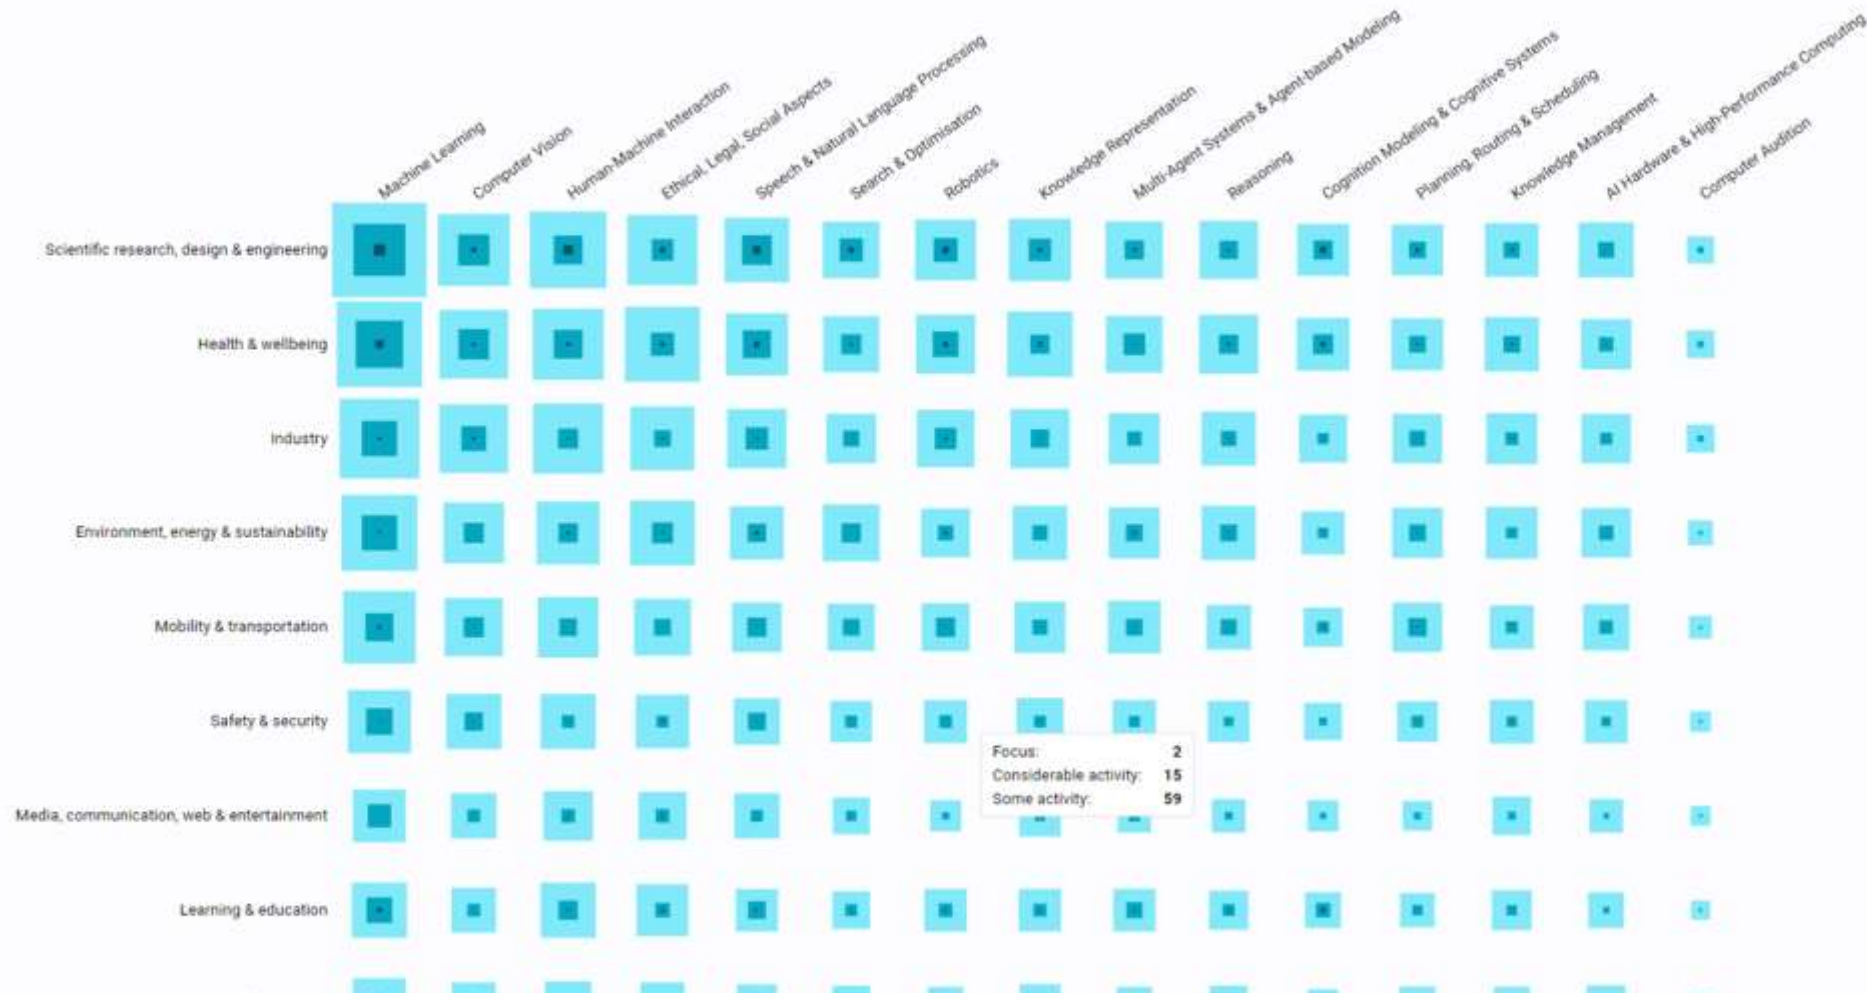 Machine Learning
Computer Vision
Human-Machine Interaction
Ethical, Legal, Social Aspects
Speech & Natural Language Processing
Search & Optimisation
Robotics
Knowledge Representation
Multi-Agent Systems & Agent-based Modeling
Reasoning
Cognition Modeling & Cognitive Systems
Planning, Routing & Scheduling
Knowledge Management
AI Hardware & High-Performance Computing
Computer Audition
Scientific research, design & engineering
Health & wellbeing
Industry
Environment, energy & sustainability
Mobility & transportation
Safety & security
Focus: 2
Considerable activity: 15
Some activity: 59
Media, communication, web & entertainment
Learning & education